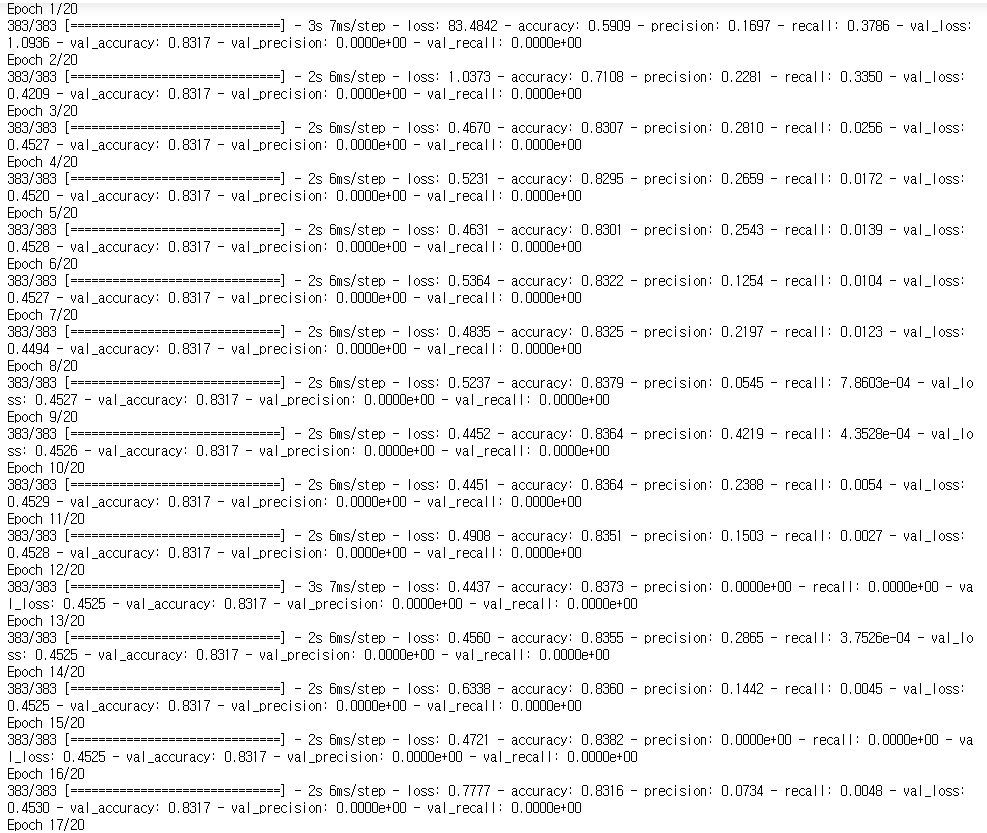 Epoch 1/20
383/383 [==============================] - 3s 7ms/step - loss: 83.4842 - accuracy: 0.5909 - precision: 0.1697 - recall: 0.3786 - val_loss:
1.0936 - val_accuracy: 0.8317 - val_precision: 0.0000e+00 - val_recall: 0.0000e+00
Epoch 2/20
383/383 [==============================] - 2s 6ms/step - loss: 1.0373 - accuracy: 0.7108 - precision: 0.2281 - recall: 0.3350 - val_loss:
0.4209 - val_accuracy: 0.8317 - val_precision: 0.0000e+00 - val_recall: 0.0000e+00
Epoch 3/20
383/383 [==============================] - 2s 6ms/step - loss: 0.4670 - accuracy: 0.8307 - precision: 0.2810 - recall: 0.0256 - val_loss:
0.4527 - val_accuracy: 0.8317 - val_precision: 0.0000e+00 - val_recall: 0.0000e+00
Epoch 4/20
383/383 [==============================] - 2s 6ms/step - loss: 0.5231 - accuracy: 0.8295 - precision: 0.2659 - recall: 0.0172 - val_loss:
0.4520 - val_accuracy: 0.8317 - val_precision: 0.0000e+00 - val_recall: 0.0000e+00
Epoch 5/20
383/383 [==============================] - 2s 6ms/step - loss: 0.4631 - accuracy: 0.8301 - precision: 0.2543 - recall: 0.0139 - val_loss:
0.4528 - val_accuracy: 0.8317 - val_precision: 0.0000e+00 - val_recall: 0.0000e+00
Epoch 6/20
383/383 [==============================] - 2s 6ms/step - loss: 0.5364 - accuracy: 0.8322 - precision: 0.1254 - recall: 0.0104 - val_loss:
0.4527 - val_accuracy: 0.8317 - val_precision: 0.0000e+00 - val_recall: 0.0000e+00
Epoch 7/20
383/383 [==============================] - 2s 6ms/step - loss: 0.4835 - accuracy: 0.8325 - precision: 0.2197 - recall: 0.0123 - val_loss:
0.4494 - val_accuracy: 0.8317 - val_precision: 0.0000e+00 - val_recall: 0.0000e+00
Epoch 8/20
383/383 [==============================] - 2s 6ms/step - loss: 0.5237 - accuracy: 0.8379 - precision: 0.0545 - recall: 7.8603e-04 - val_lo
ss: 0.4527 - val_accuracy: 0.8317 - val_precision: 0.0000e+00 - val_recall: 0.0000e+00
Epoch 9/20
383/383 [==============================] - 2s 6ms/step - loss: 0.4452 - accuracy: 0.8364 - precision: 0.4219 - recall: 4.3528e-04 - val_lo
ss: 0.4526 - val_accuracy: 0.8317 - val_precision: 0.0000e+00 - val_recall: 0.0000e+00
Epoch 10/20
383/383 [==============================] - 2s 6ms/step - loss: 0.4451 - accuracy: 0.8364 - precision: 0.2388 - recall: 0.0054 - val_loss:
0.4529 - val_accuracy: 0.8317 - val_precision: 0.0000e+00 - val_recall: 0.0000e+00
Epoch 11/20
383/383 [==============================] - 2s 6ms/step - loss: 0.4908 - accuracy: 0.8351 - precision: 0.1503 - recall: 0.0027 - val_loss:
0.4528 - val_accuracy: 0.8317 - val_precision: 0.0000e+00 - val_recall: 0.0000e+00
Epoch 12/20
383/383 [==============================] - 3s 7ms/step - loss: 0.4437 - accuracy: 0.8373 - precision: 0.0000e+00 - recall: 0.0000e+00 - va
l_loss: 0.4525 - val_accuracy: 0.8317 - val_precision: 0.0000e+00 - val_recall: 0.0000e+00
Epoch 13/20
383/383 [==============================] - 2s 6ms/step - loss: 0.4560 - accuracy: 0.8355 - precision: 0.2865 - recall: 3.7526e-04 - val_lo
ss: 0.4525 - val_accuracy: 0.8317 - val_precision: 0.0000e+00 - val_recall: 0.0000e+00
Epoch 14/20
383/383 [==============================] - 2s 6ms/step - loss: 0.6338 - accuracy: 0.8360 - precision: 0.1442 - recall: 0.0045 - val_loss:
0.4525 - val_accuracy: 0.8317 - val_precision: 0.0000e+00 - val_recall: 0.0000e+00
Epoch 15/20
383/383 [==============================] - 2s 6ms/step - loss: 0.4721 - accuracy: 0.8382 - precision: 0.0000e+00 - recall: 0.0000e+00 - va
l_loss: 0.4525 - val_accuracy: 0.8317 - val_precision: 0.0000e+00 - val_recall: 0.0000e+00
Epoch 16/20
383/383 [==============================] - 2s 6ms/step - loss: 0.7777 - accuracy: 0.8316 - precision: 0.0734 - recall: 0.0048 - val_loss:
0.4530 - val_accuracy: 0.8317 - val_precision: 0.0000e+00 - val_recall: 0.0000e+00
Epoch 17/20